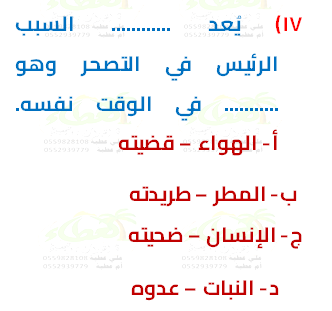 ١٧) يُعد ............ السبب
الرئيس في التصحر وهو
........... في الوقت نفسه.
أ- الهواء – قضيته
ب- المطر – طريدته
ج- الإنسان – ضحيته
د- النبات – عدوه